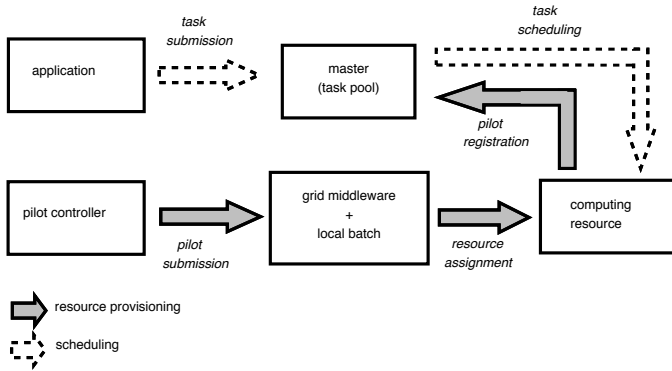 task
submission
task
scheduling
application
master
(task pool)
pilot
registration
pilot controller
grid middleware
+
local batch
computing
resource
pilot
submission
resource
assignment
resource provisioning
scheduling